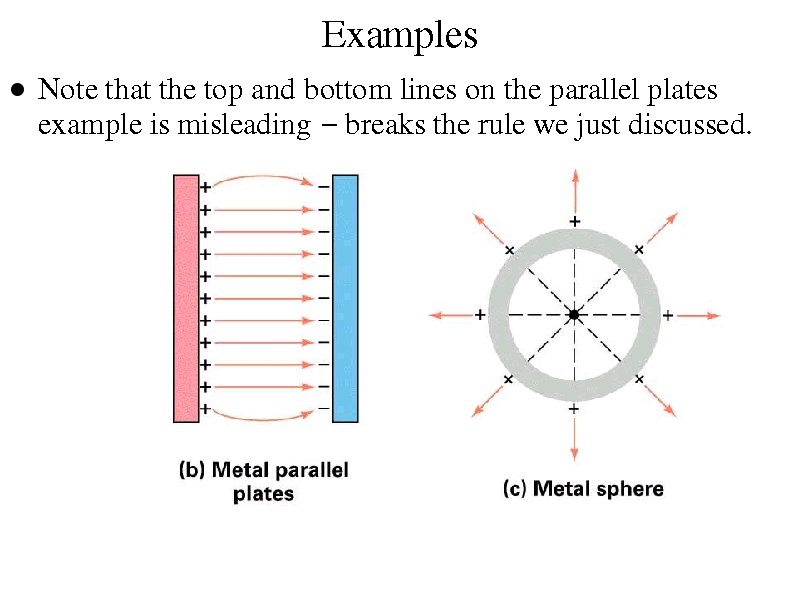 Examples
● Note that the top and bottom lines on the parallel plates
example is misleading − breaks the rule we just discussed.
(b) Metal parallel
plates
(c) Metal sphere